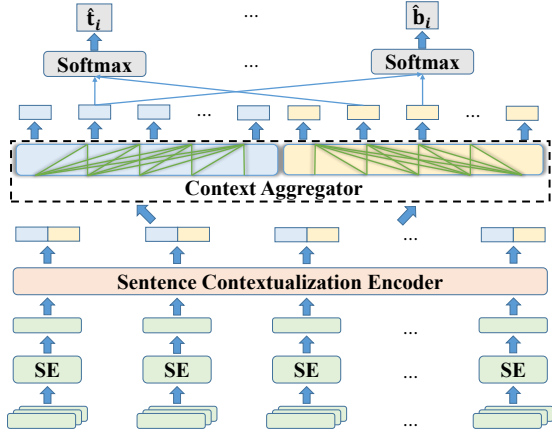 t̂ᵢ ... b̂ᵢ
Softmax ... Softmax
... ...
Context Aggregator
...
Sentence Contextualization Encoder
...
SE SE SE ... SE
...